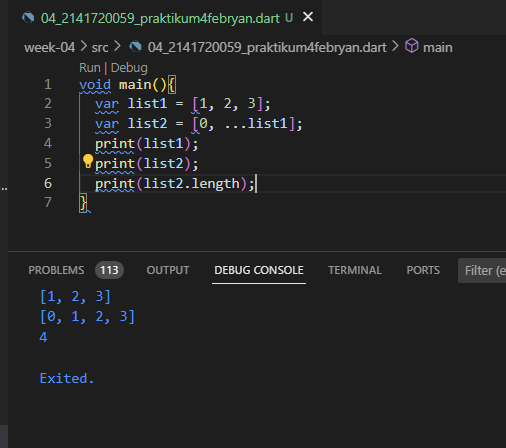 04_2141720059_praktikum4febryan.dart U
week-04 > src > 04_2141720059_praktikum4febryan.dart > main
Run | Debug
1 void main(){
2 var list1 = [1, 2, 3];
3 var list2 = [0, ...list1];
4 print(list1);
5 print(list2);
6 print(list2.length);
7 }
PROBLEMS 113 OUTPUT DEBUG CONSOLE TERMINAL PORTS Filter (e
[1, 2, 3]
[0, 1, 2, 3]
4
Exited.